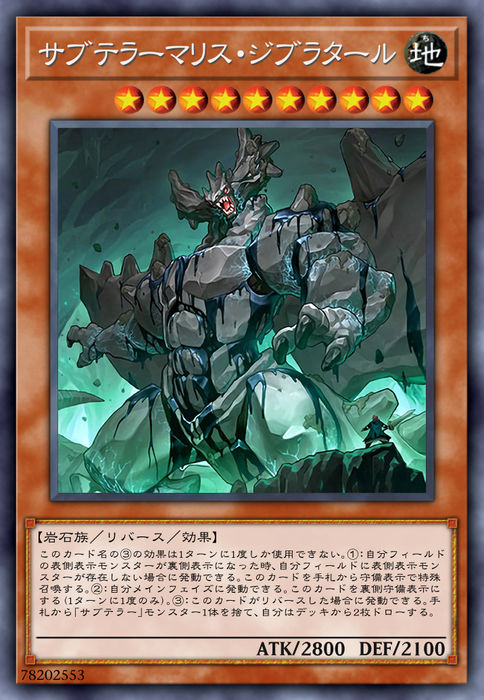 サブテラーマリス・ジブラタール
ち
地
【岩石族／リバース／効果】
このカード名の③の効果は1ターンに1度しか使用できない。①：自分フィールド
の表側表示モンスターが裏側表示になった時、自分フィールドに表側表示モン
スターが存在しない場合に発動できる。このカードを手札から守備表示で特殊
召喚する。②：自分メインフェイズに発動できる。このカードを裏側守備表示に
する（1ターンに1度のみ）。③：このカードがリバースした場合に発動できる。手
札から「サブテラー」モンスター1体を捨て、自分はデッキから2枚ドローする。
ATK/2800 DEF/2100
78202553